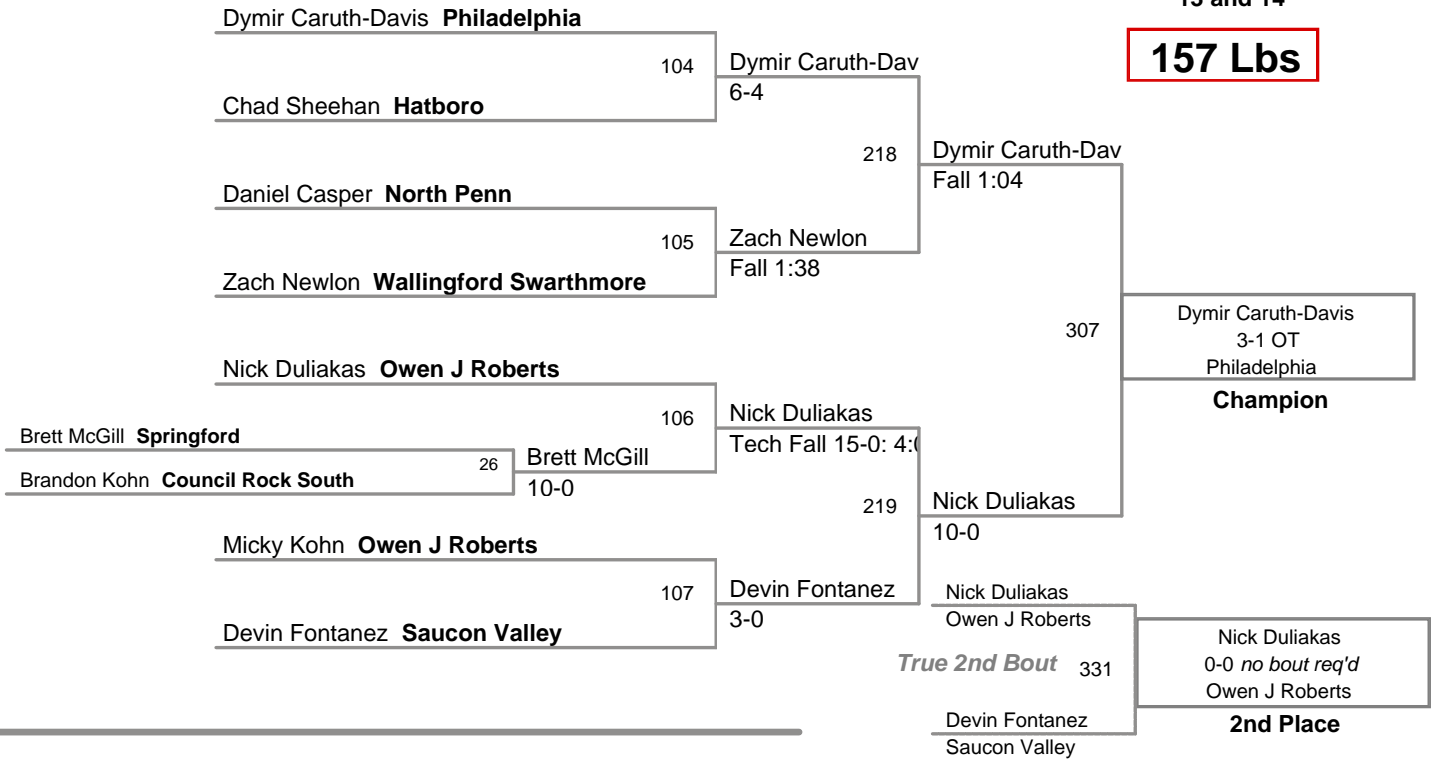 13 and 14
157 Lbs
Dymir Caruth-Davis Philadelphia
104
Chad Sheehan Hatboro
Dymir Caruth-Dav
6-4
218
Daniel Casper North Penn
105
Zach Newlon Wallingford Swarthmore
Zach Newlon
Fall 1:38
Dymir Caruth-Dav
Fall 1:04
307
Nick Duliakas Owen J Roberts
106
Brett McGill Springford
26
Brandon Kohn Council Rock South
Brett McGill
10-0
Nick Duliakas
Tech Fall 15-0: 4:0
219
Micky Kohn Owen J Roberts
107
Devin Fontanez Saucon Valley
Devin Fontanez
3-0
Nick Duliakas
10-0
Dymir Caruth-Davis
3-1 OT
Philadelphia
Champion
Nick Duliakas
Owen J Roberts
True 2nd Bout 331
Devin Fontanez
Saucon Valley
Nick Duliakas
0-0 no bout req'd
Owen J Roberts
2nd Place